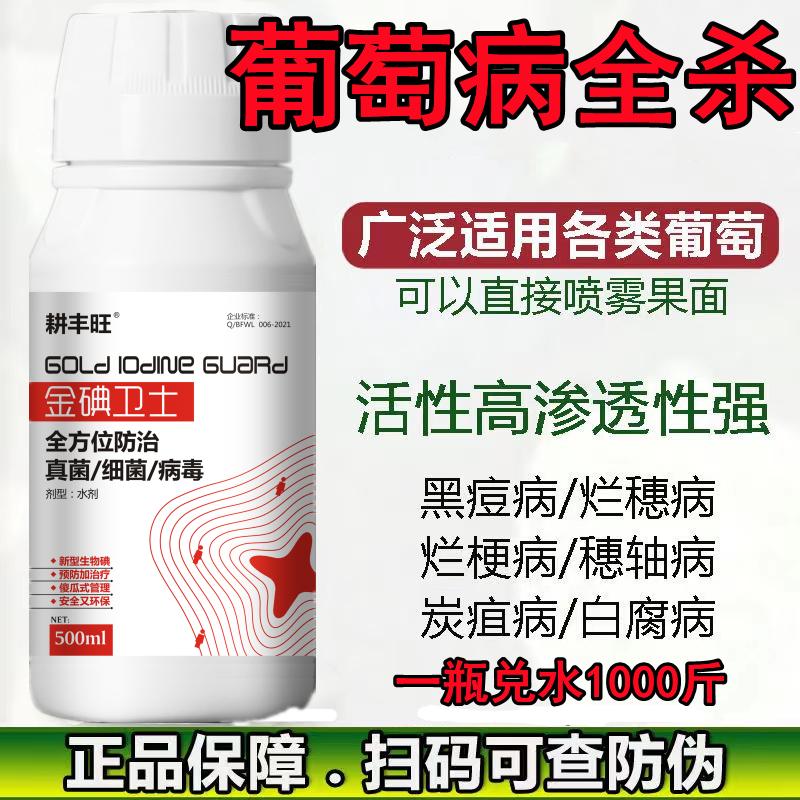 葡萄病全杀
广泛适用各类葡萄
可以直接喷雾果面
活性高渗透性强
黑痘病/烂穗病
烂梗病/穗轴病
炭疽病/白腐病
一瓶兑水1000斤
耕丰旺®
企业标准:
Q/BFWL 006-2021
GOLD IODINE GUARD
金碘卫士
全方位防治
真菌/细菌/病毒
剂型:水剂
◆新型生物碘
◆预防加治疗
◆傻瓜式管理
◆安全又环保
NET:
500ml
正品保障.扫码可查防伪